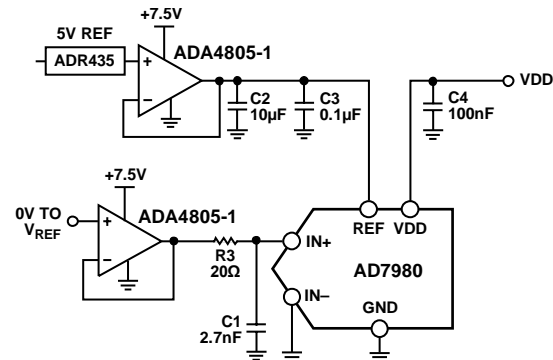 +7.5V
5V REF
ADR435
ADA4805-1
+
−
C2
10µF
C3
0.1µF
C4
100nF
VDD
+7.5V
0V TO
VREF
ADA4805-1
+
−
R3
20Ω
C1
2.7nF
IN+
IN−
REF
VDD
AD7980
GND